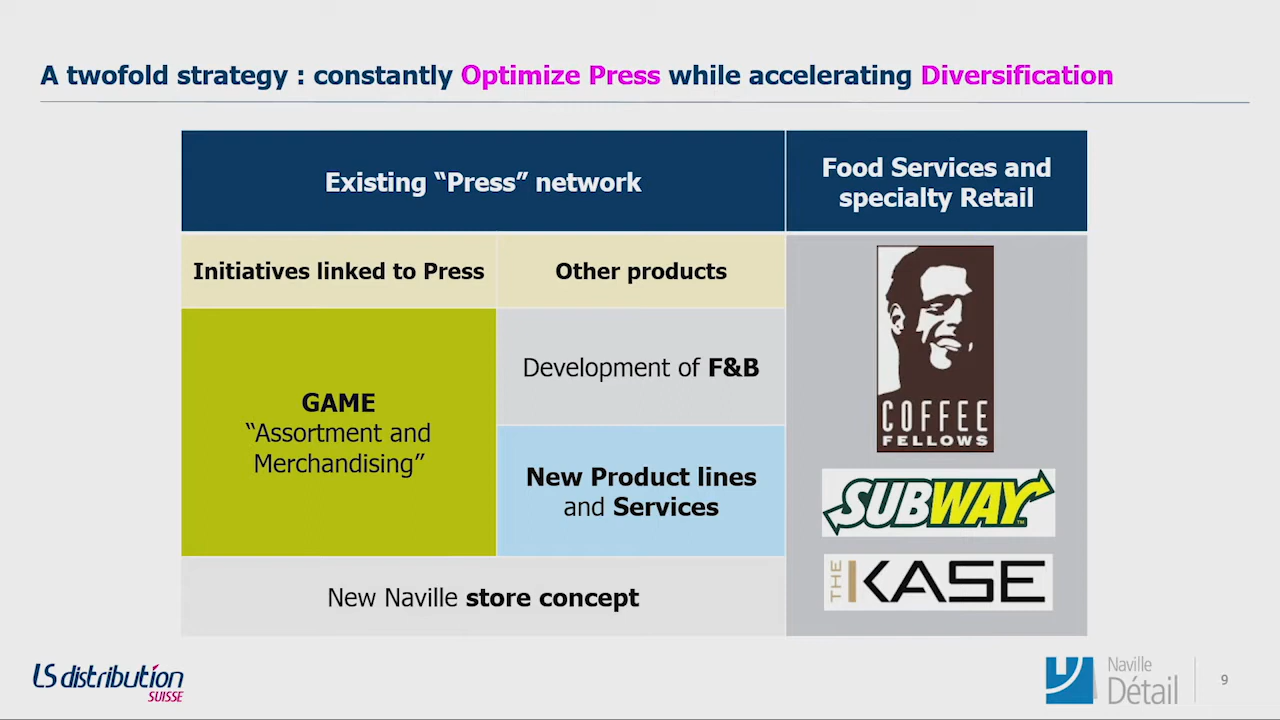 A twofold strategy : constantly Optimize Press while accelerating Diversification
Existing “Press” network
Food Services and
specialty Retail
Initiatives linked to Press
Other products
GAME
“Assortment and
Merchandising”
Development of F&B
New Product lines
and Services
New Naville store concept
COFFEE
FELLOWS
SUBWAY™
THE KASE
LS distribution
SUISSE
Naville
Détail
9